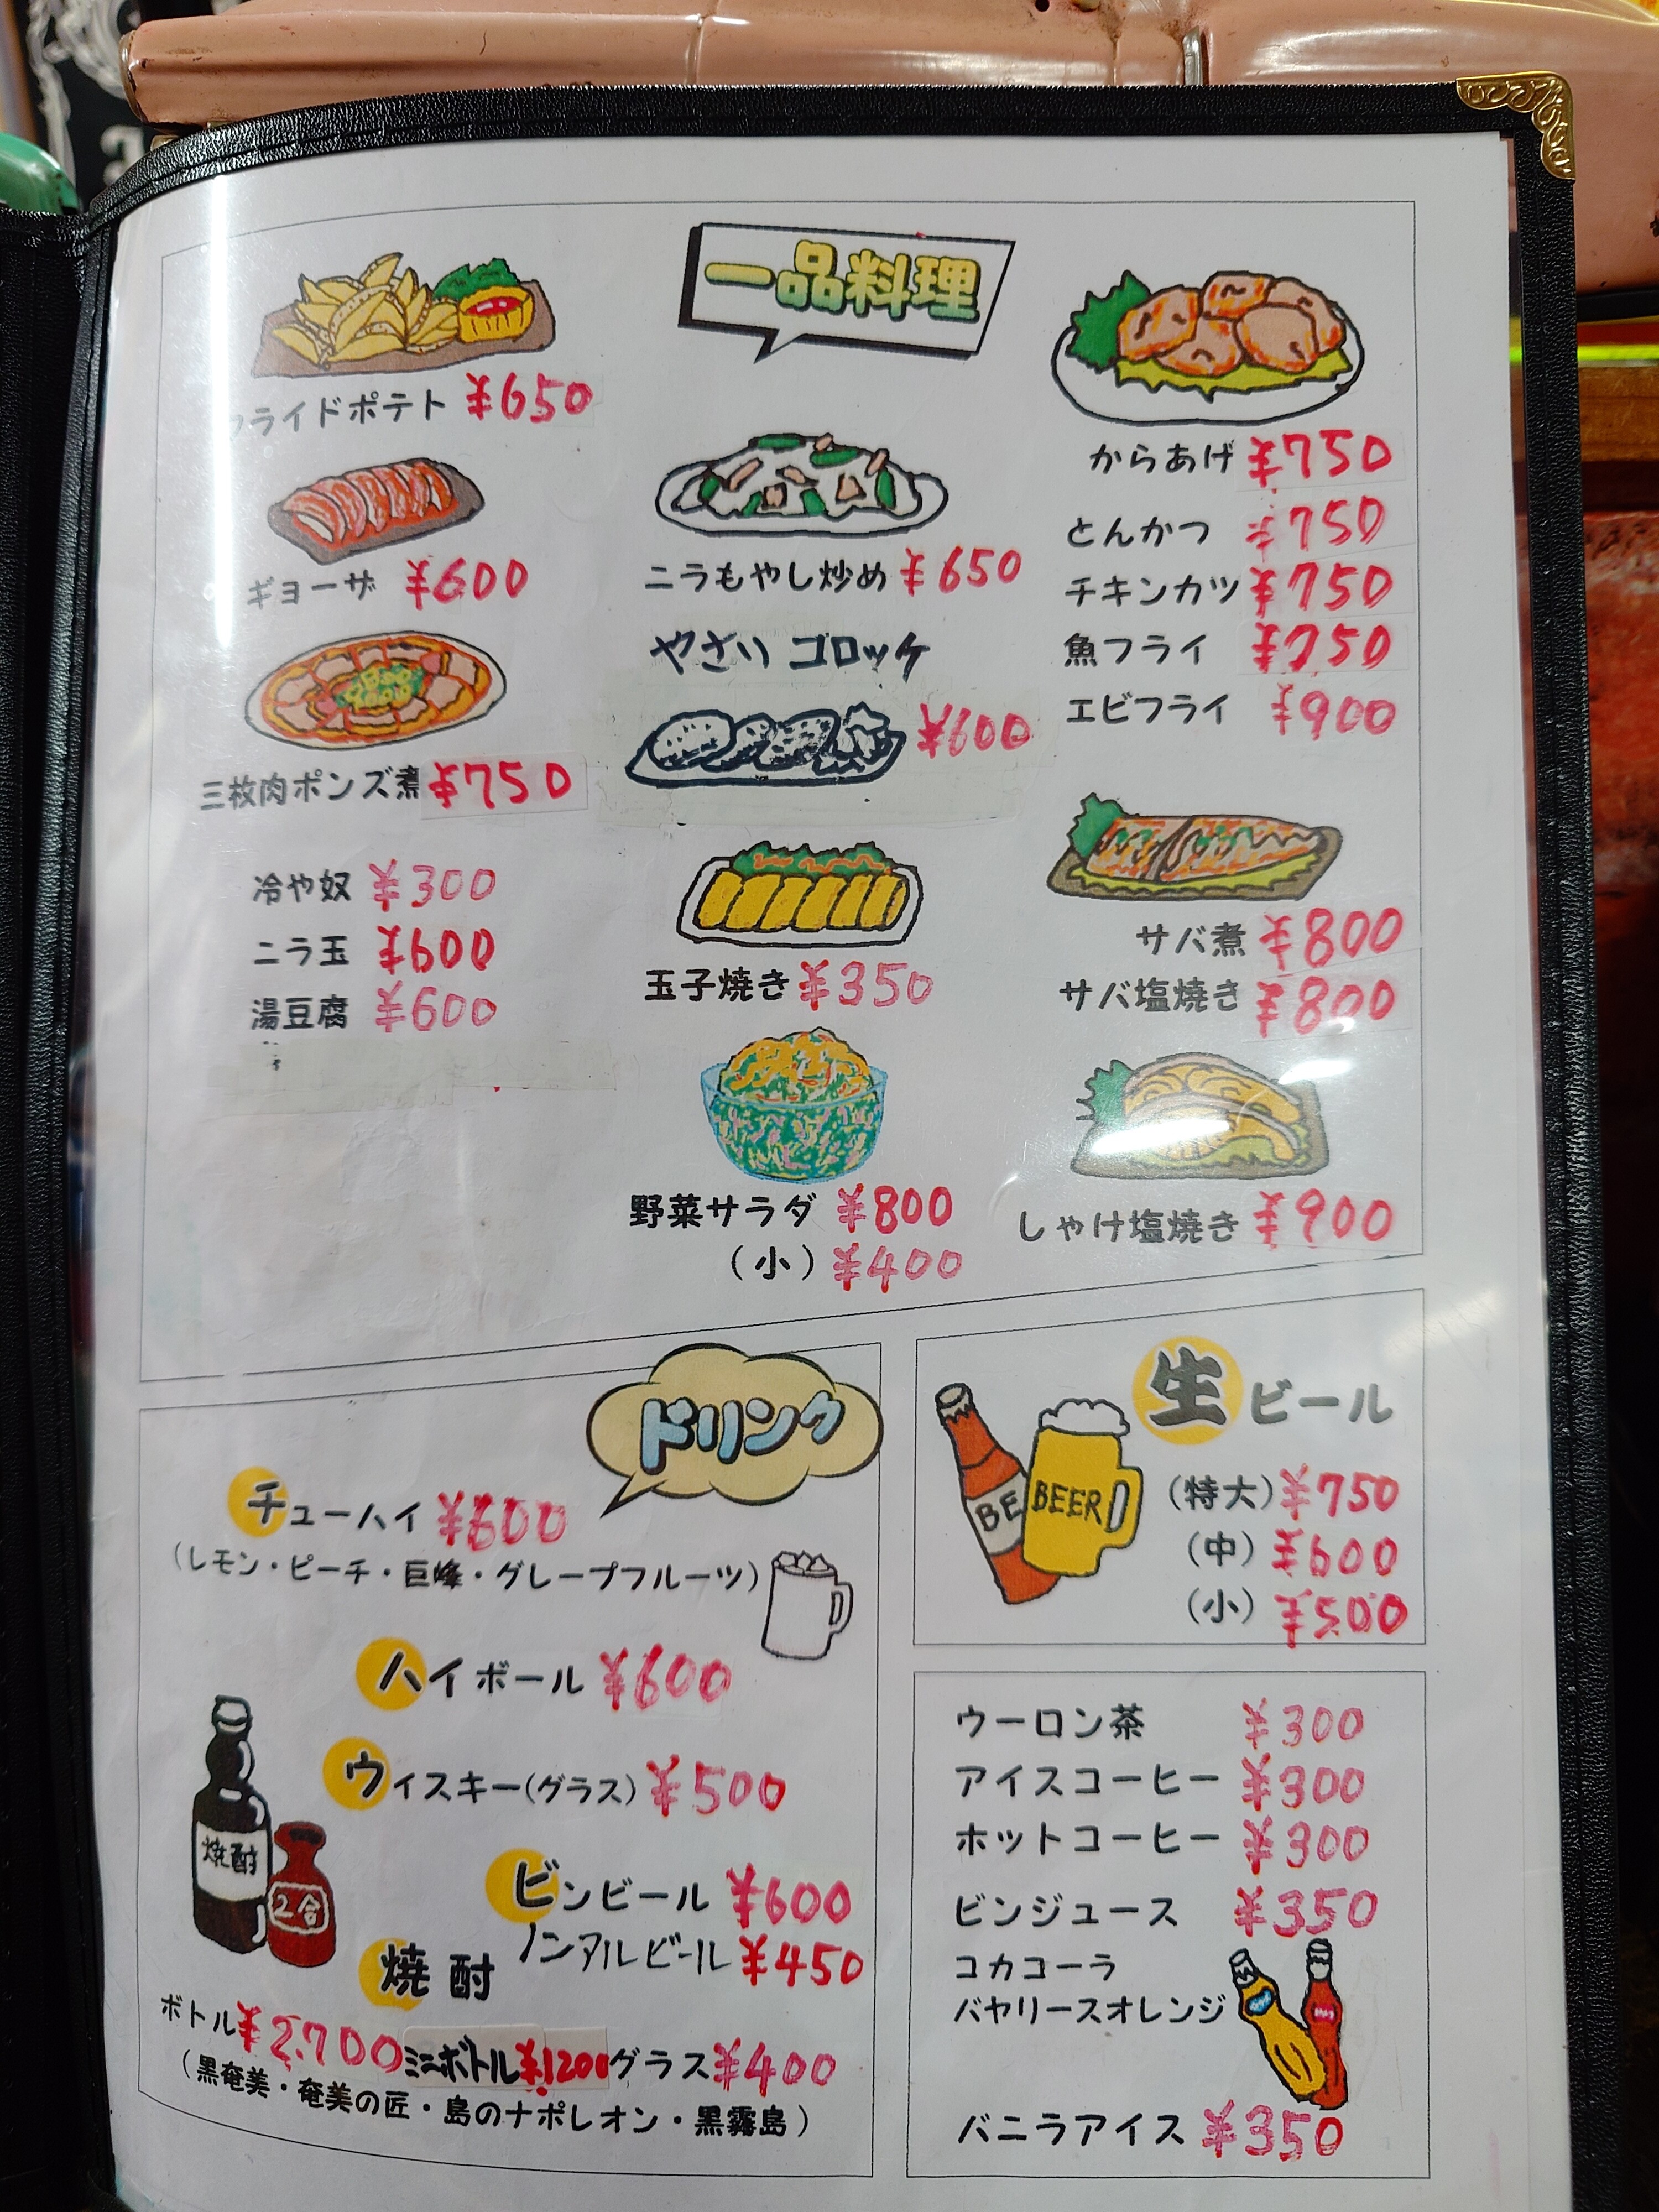 一品料理
フライドポテト ¥650
ギョーザ ¥600
三枚肉ポンズ煮 ¥750
冷や奴 ¥300
ニラ玉 ¥600
湯豆腐 ¥600
ニラもやし炒め ¥650
やさいコロッケ
¥600
玉子焼き ¥350
野菜サラダ ¥800
(小) ¥400
からあげ ¥750
とんかつ ¥750
チキンカツ ¥750
魚フライ ¥750
エビフライ ¥900
サバ煮 ¥800
サバ塩焼き ¥800
しゃけ塩焼き ¥900
ドリンク
チューハイ ¥600
(レモン・ピーチ・巨峰・グレープフルーツ)
ハイボール ¥600
ウィスキー(グラス) ¥500
ビンビール ¥600
ノンアルビール ¥450
焼酎
2合
焼酎
ボトル¥2,700 ミニボトル¥1200 グラス¥400
(黒奄美・奄美の匠・島のナポレオン・黒霧島)
生ビール
BE
BEER
(特大) ¥750
(中) ¥600
(小) ¥500
ウーロン茶 ¥300
アイスコーヒー ¥300
ホットコーヒー ¥300
ビンジュース ¥350
コカコーラ
バヤリースオレンジ
バニラアイス ¥350